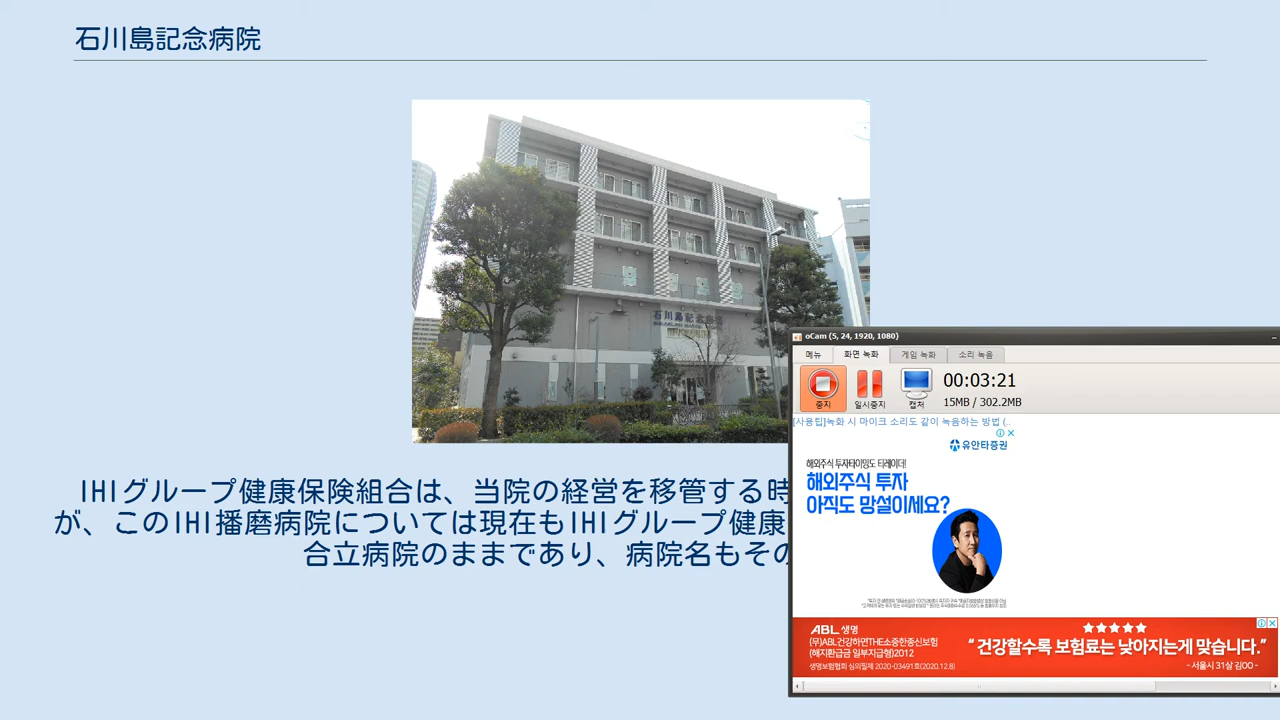 石川島記念病院
石川島記念病院
IHIグループ健康保険組合は、当院の経営を移管する時
が、このIHI播磨病院については現在もIHIグループ健康
合立病院のままであり、病院名もその
oCam (5, 24, 1920, 1080)
메뉴 화면 녹화 게임 녹화 소리 녹음
중지 일시중지 캡처
00:03:21
15MB / 302.2MB
[사용팁]녹화 시 마이크 소리도 같이 녹음하는 방법 (..
유안타증권
해외주식 투자타이밍도 티레이더!
해외주식 투자
아직도 망설이세요?
ABL 생명
(무)ABL건강하면THE소중한종신보험
(해지환급금 일부지급형)2012
생명보험협회 심의필제 2020-03491호(2020.12.8)
★★★★★
“ 건강할수록 보험료는 낮아지는게 맞습니다.”
- 서울시 31살 김OO -